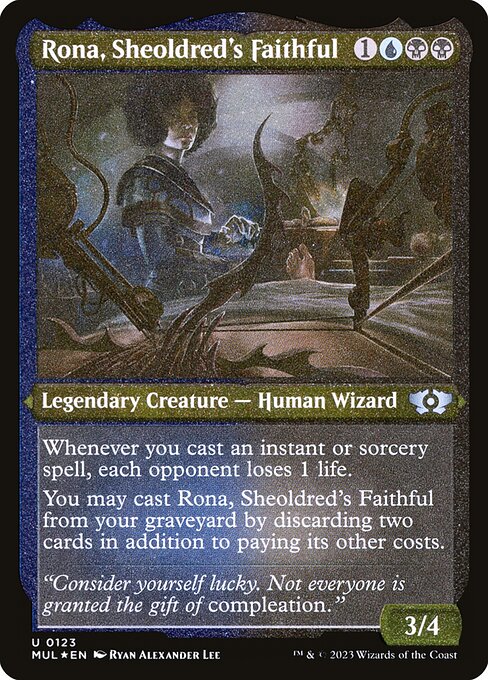 Rona, Sheoldred's Faithful 1
Legendary Creature — Human Wizard
Whenever you cast an instant or sorcery
spell, each opponent loses 1 life.
You may cast Rona, Sheoldred's Faithful
from your graveyard by discarding two
cards in addition to paying its other costs.
"Consider yourself lucky. Not everyone is
granted the gift of compleation."
3/4
U 0123
MUL★EN Ryan Alexander Lee ™ & © 2023 Wizards of the Coast